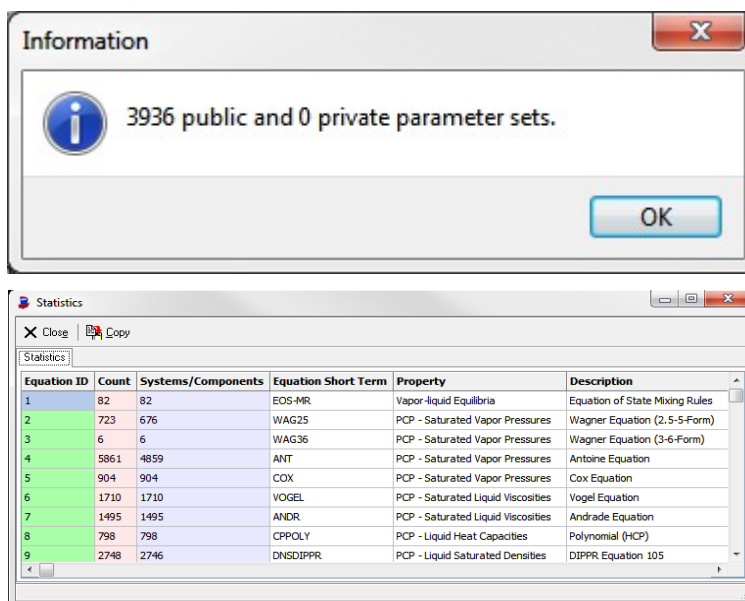 Information
3936 public and 0 private parameter sets.
OK
Statistics
Close Copy
Statistics
Equation ID Count Systems/Components Equation Short Term Property Description
1 82 82 EOS-MR Vapor-liquid Equilibria Equation of State Mixing Rules
2 723 676 WAG25 PCP - Saturated Vapor Pressures Wagner Equation (2.5-5-Form)
3 6 6 WAG36 PCP - Saturated Vapor Pressures Wagner Equation (3-6-Form)
4 5861 4859 ANT PCP - Saturated Vapor Pressures Antoine Equation
5 904 904 COX PCP - Saturated Vapor Pressures Cox Equation
6 1710 1710 VOGEL PCP - Saturated Liquid Viscosities Vogel Equation
7 1495 1495 ANDR PCP - Saturated Liquid Viscosities Andrade Equation
8 798 798 CPPOLY PCP - Liquid Heat Capacities Polynomial (HCP)
9 2748 2746 DNSDIPPR PCP - Liquid Saturated Densities DIPPR Equation 105